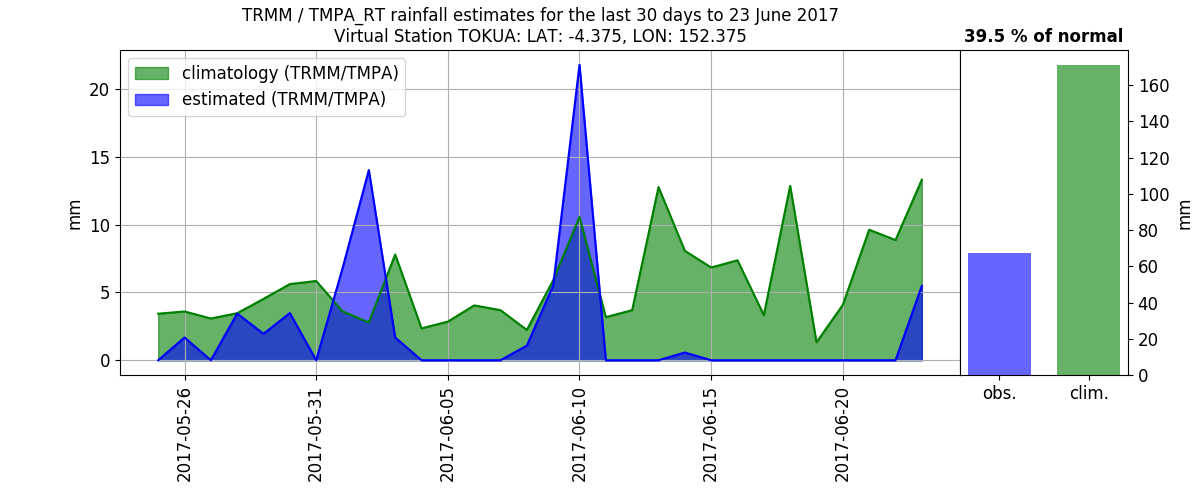 TRMM / TMPA_RT rainfall estimates for the last 30 days to 23 June 2017
Virtual Station TOKUA: LAT: -4.375, LON: 152.375
39.5 % of normal
climatology (TRMM/TMPA)
estimated (TRMM/TMPA)
mm
20
15
10
5
0
2017-05-26
2017-05-31
2017-06-05
2017-06-10
2017-06-15
2017-06-20
obs.
clim.
160
140
120
100
80
60
40
20
0
mm